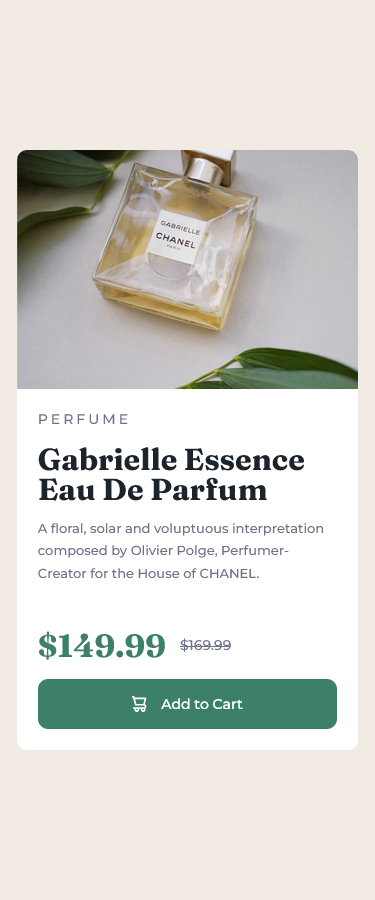 GABRIELLE
CHANEL
PARIS
PERFUME
Gabrielle Essence
Eau De Parfum
A floral, solar and voluptuous interpretation
composed by Olivier Polge, Perfumer-
Creator for the House of CHANEL.
$149.99 $169.99
Add to Cart